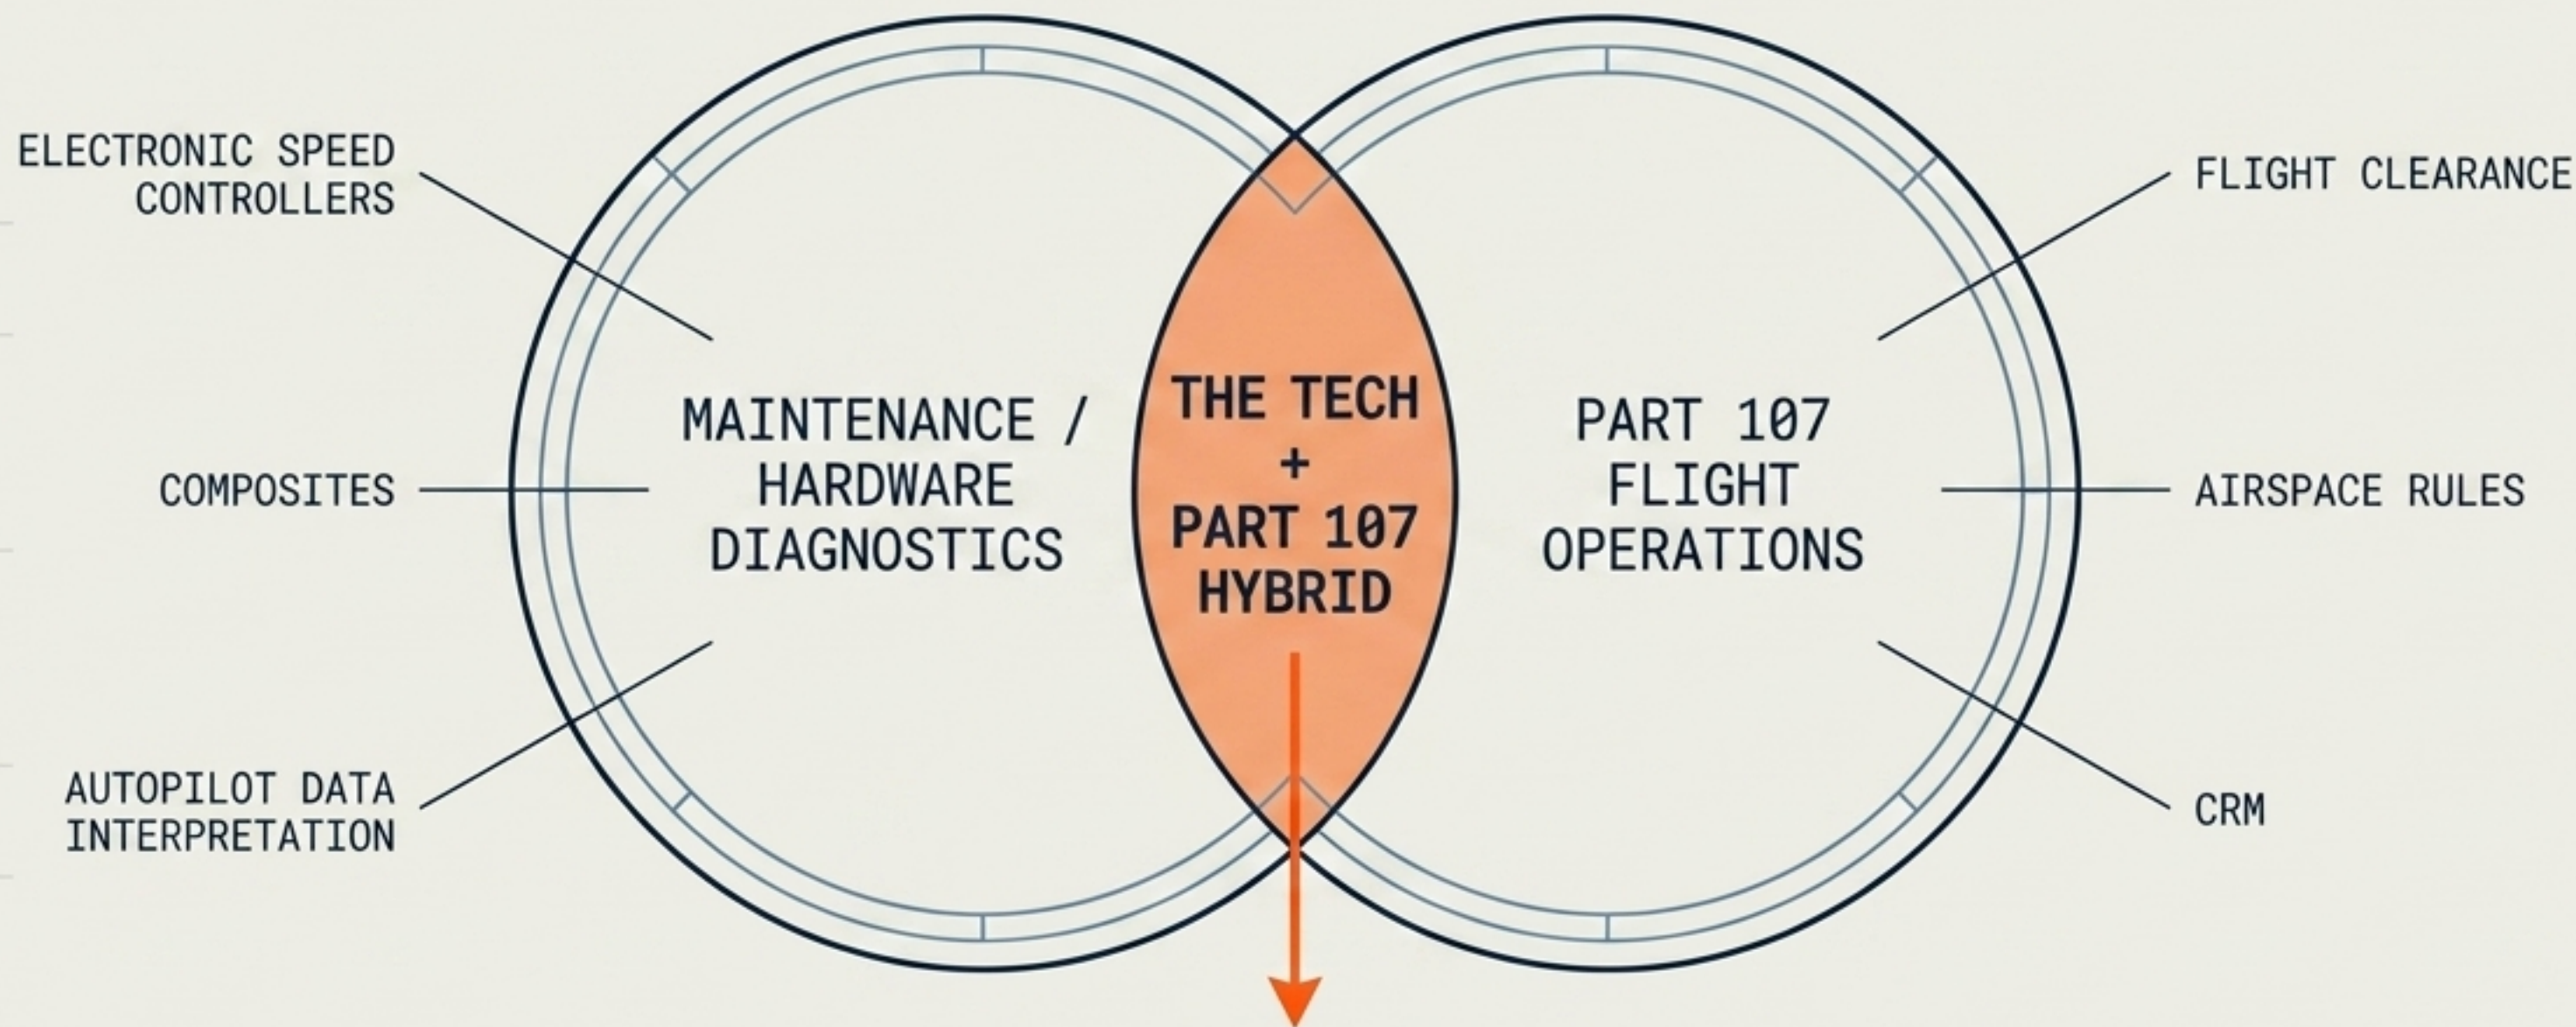 ELECTRONIC SPEED
CONTROLLERS
COMPOSITES
AUTOPILOT DATA
INTERPRETATION
MAINTENANCE /
HARDWARE
DIAGNOSTICS
THE TECH
+
PART 107
HYBRID
PART 107
FLIGHT
OPERATIONS
FLIGHT CLEARANCE
AIRSPACE RULES
CRM